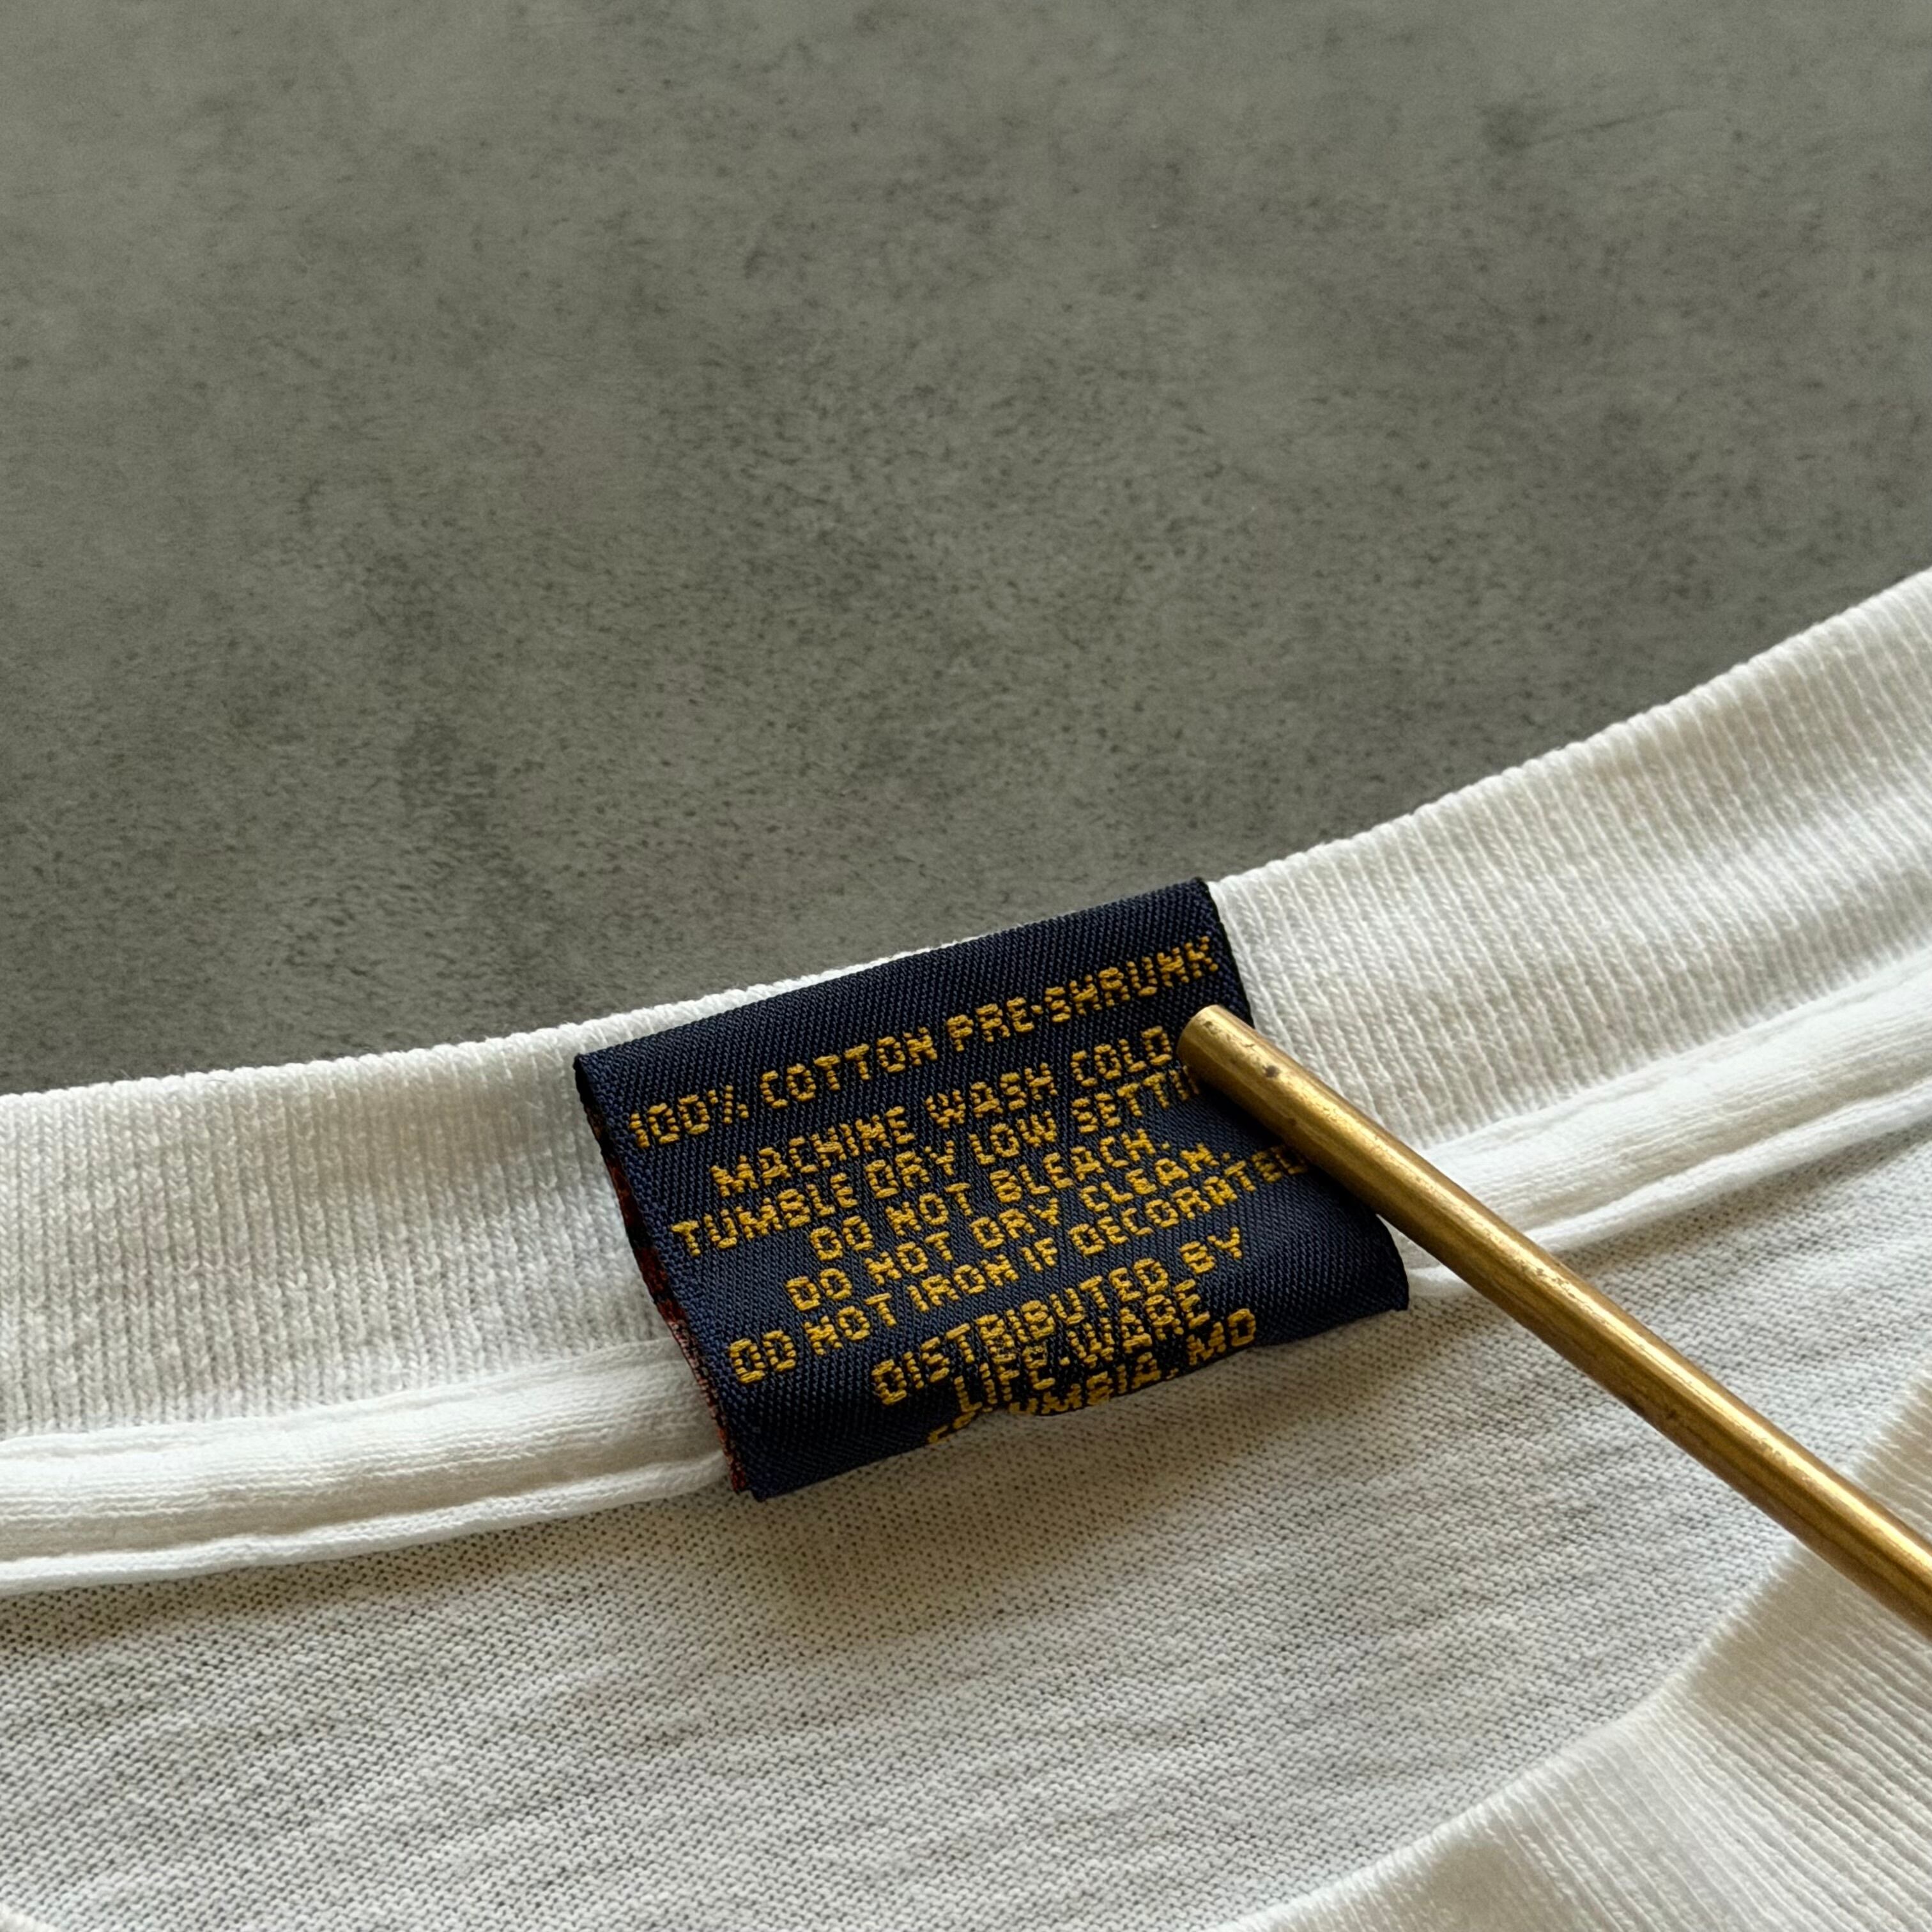 100% COTTON PRE-SHRUNK
MACHINE WASH COLD
TUMBLE DRY LOW
DO NOT BLEACH.
DO NOT DRY CLEAN.
DO NOT IRON IF DECORATED
DISTRIBUTED BY
LIFE-WARE
MD